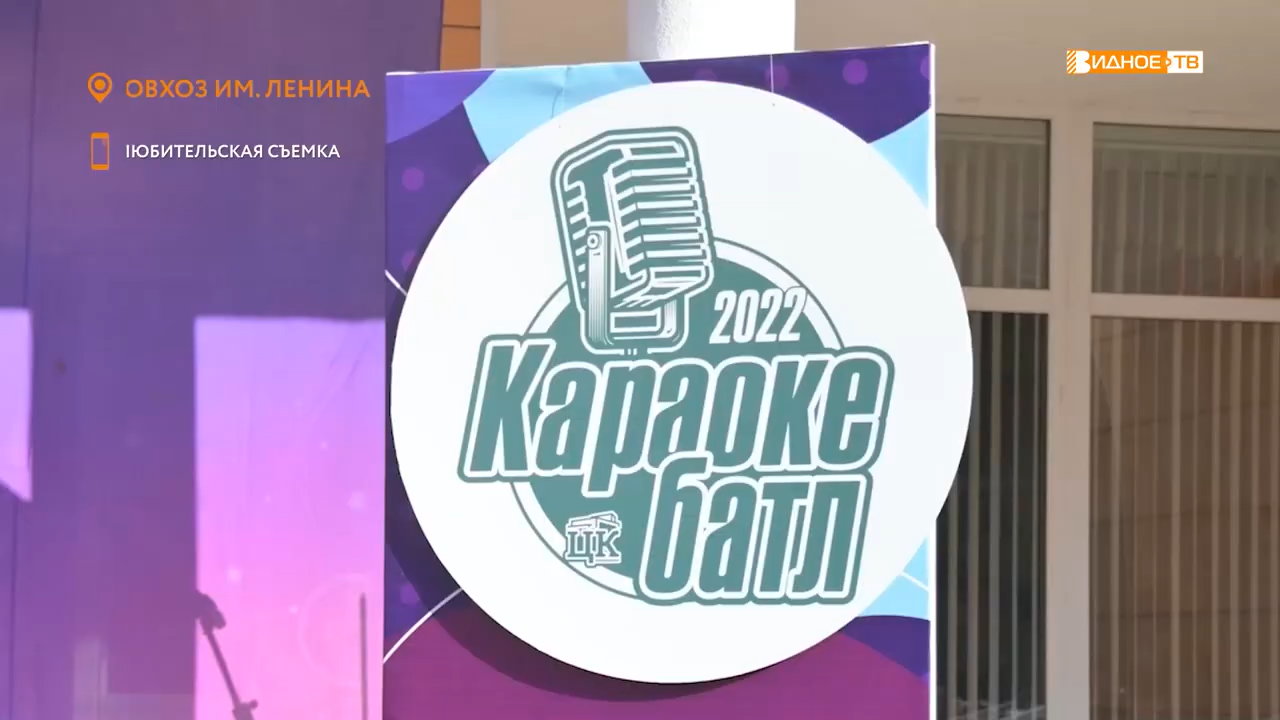 ОВХОЗ ИМ. ЛЕНИНА
ВИДНОЕ ТВ
ЮБИТЕЛЬСКАЯ СЪЕМКА
2022
Караоке
батл
ЦК